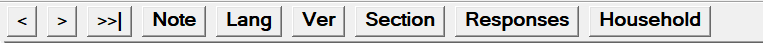 < > >>| Note Lang Ver Section Responses Household